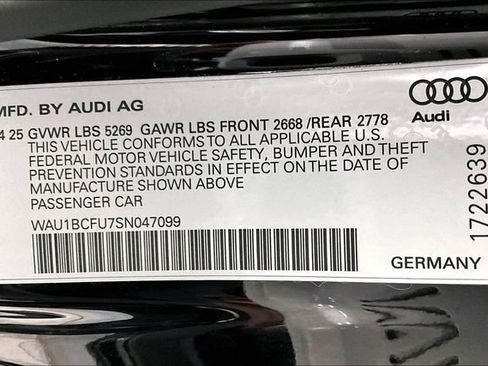 MFD. BY AUDI AG
4 25 GVWR LBS 5269 GAWR LBS FRONT 2668 /REAR 2778
THIS VEHICLE CONFORMS TO ALL APPLICABLE U.S.
FEDERAL MOTOR VEHICLE SAFETY, BUMPER AND THEFT
PREVENTION STANDARDS IN EFFECT ON THE DATE OF
MANUFACTURE SHOWN ABOVE
PASSENGER CAR
WAU1BCFU7SN047099
Audi
1722639
GERMANY